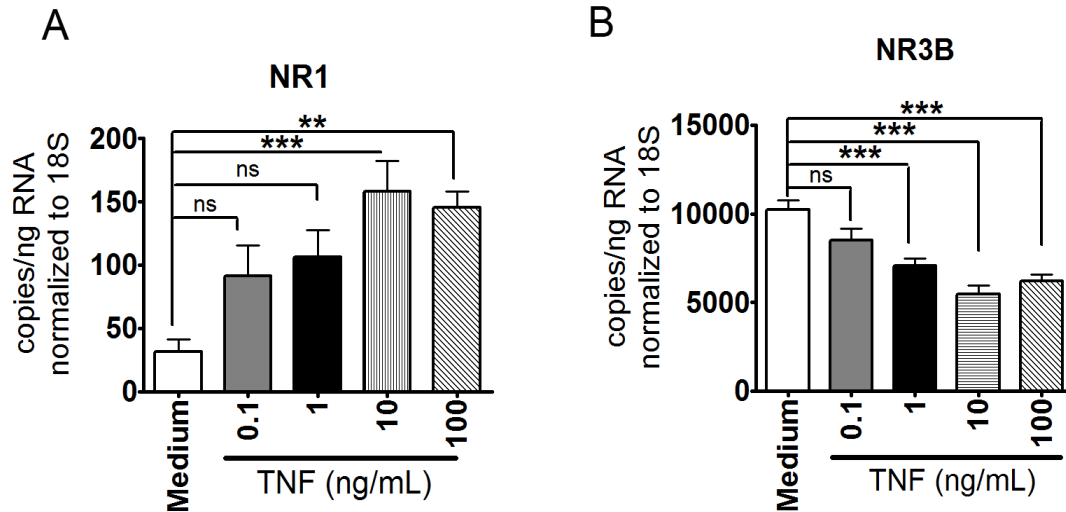 A
NR1
copies/ng RNA
normalized to 18S
200
150
100
50
0
**
***
ns
ns
Medium
0.1
1
10
100
TNF (ng/mL)
B
NR3B
copies/ng RNA
normalized to 18S
15000
10000
5000
0
***
***
***
ns
Medium
0.1
1
10
100
TNF (ng/mL)